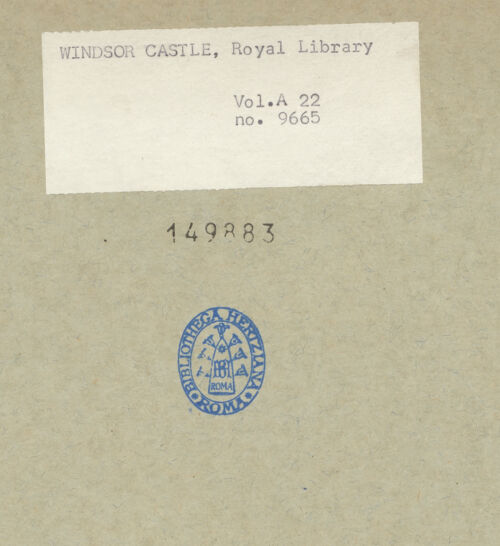 WINDSOR CASTLE, Royal Library
Vol.A 22
no. 9665
149883
BIBLIOTHECA HERTZIANA
ROMA
ROMA